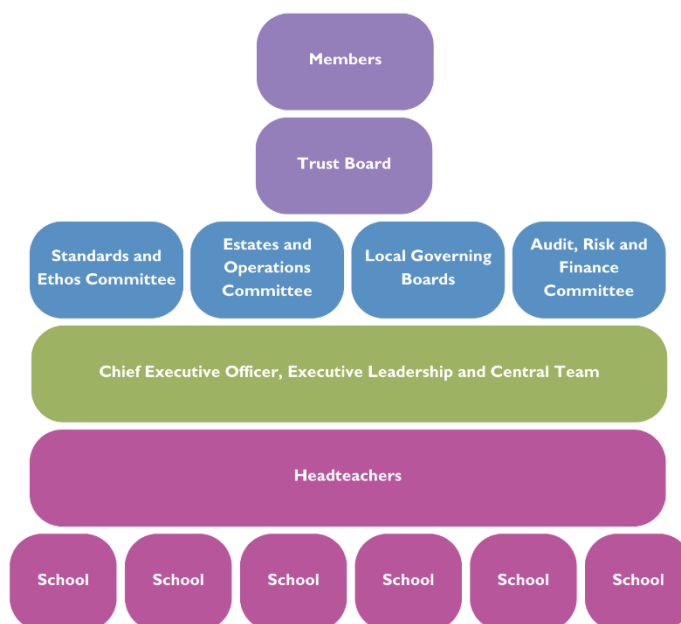 Members
Trust Board
Standards and
Ethos Committee
Estates and
Operations
Committee
Local Governing
Boards
Audit, Risk and
Finance
Committee
Chief Executive Officer, Executive Leadership and Central Team
Headteachers
School
School
School
School
School
School